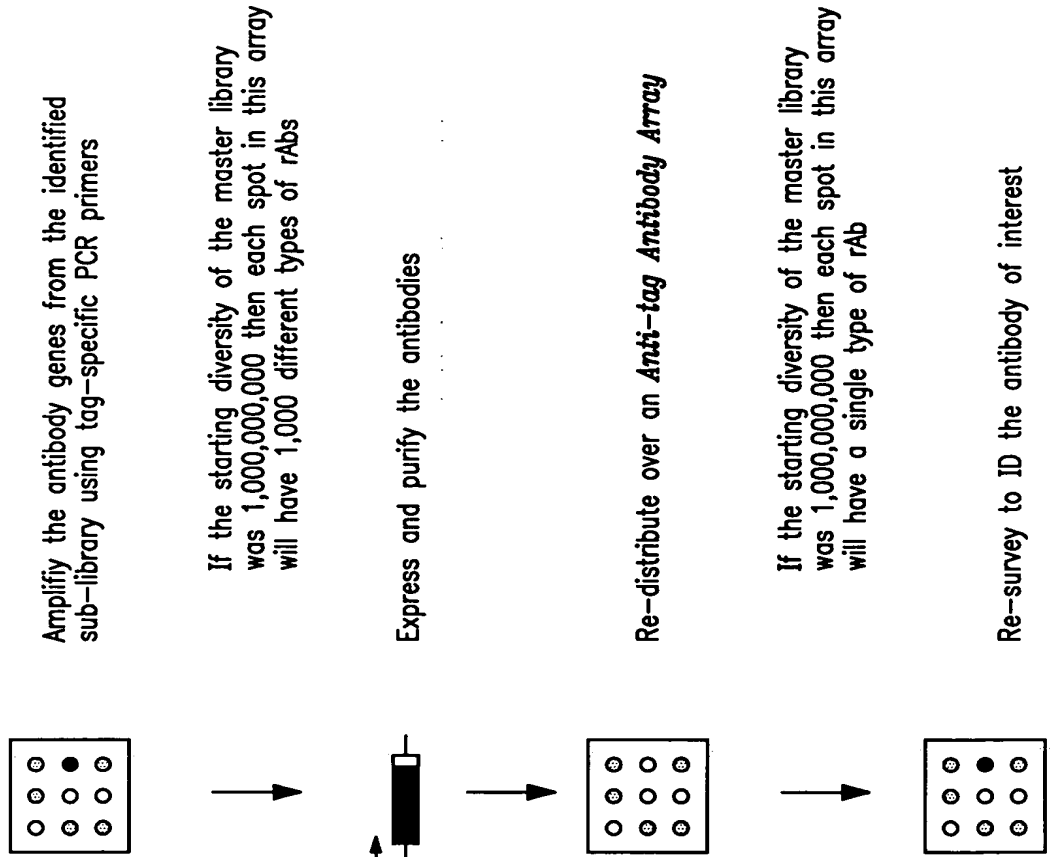 Amplifiy the antibody genes from the identified
sub-library using tag-specific PCR primers
If the starting diversity of the master library
was 1,000,000,000 then each spot in this array
will have 1,000 different types of rAbs
Express and purify the antibodies
Re-distribute over an Anti-tag Antibody Array
If the starting diversity of the master library
was 1,000,000,000 then each spot in this array
will have a single type of rAb
Re-survey to ID the antibody of interest